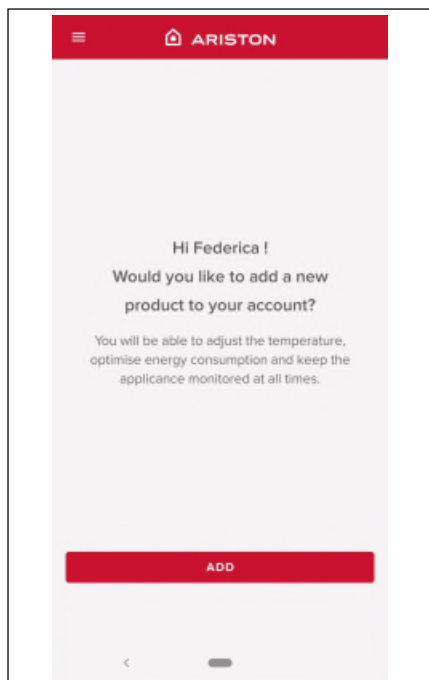 ARISTON
Hi Federica !
Would you like to add a new
product to your account?
You will be able to adjust the temperature,
optimise energy consumption and keep the
applicance monitored at all times.
ADD